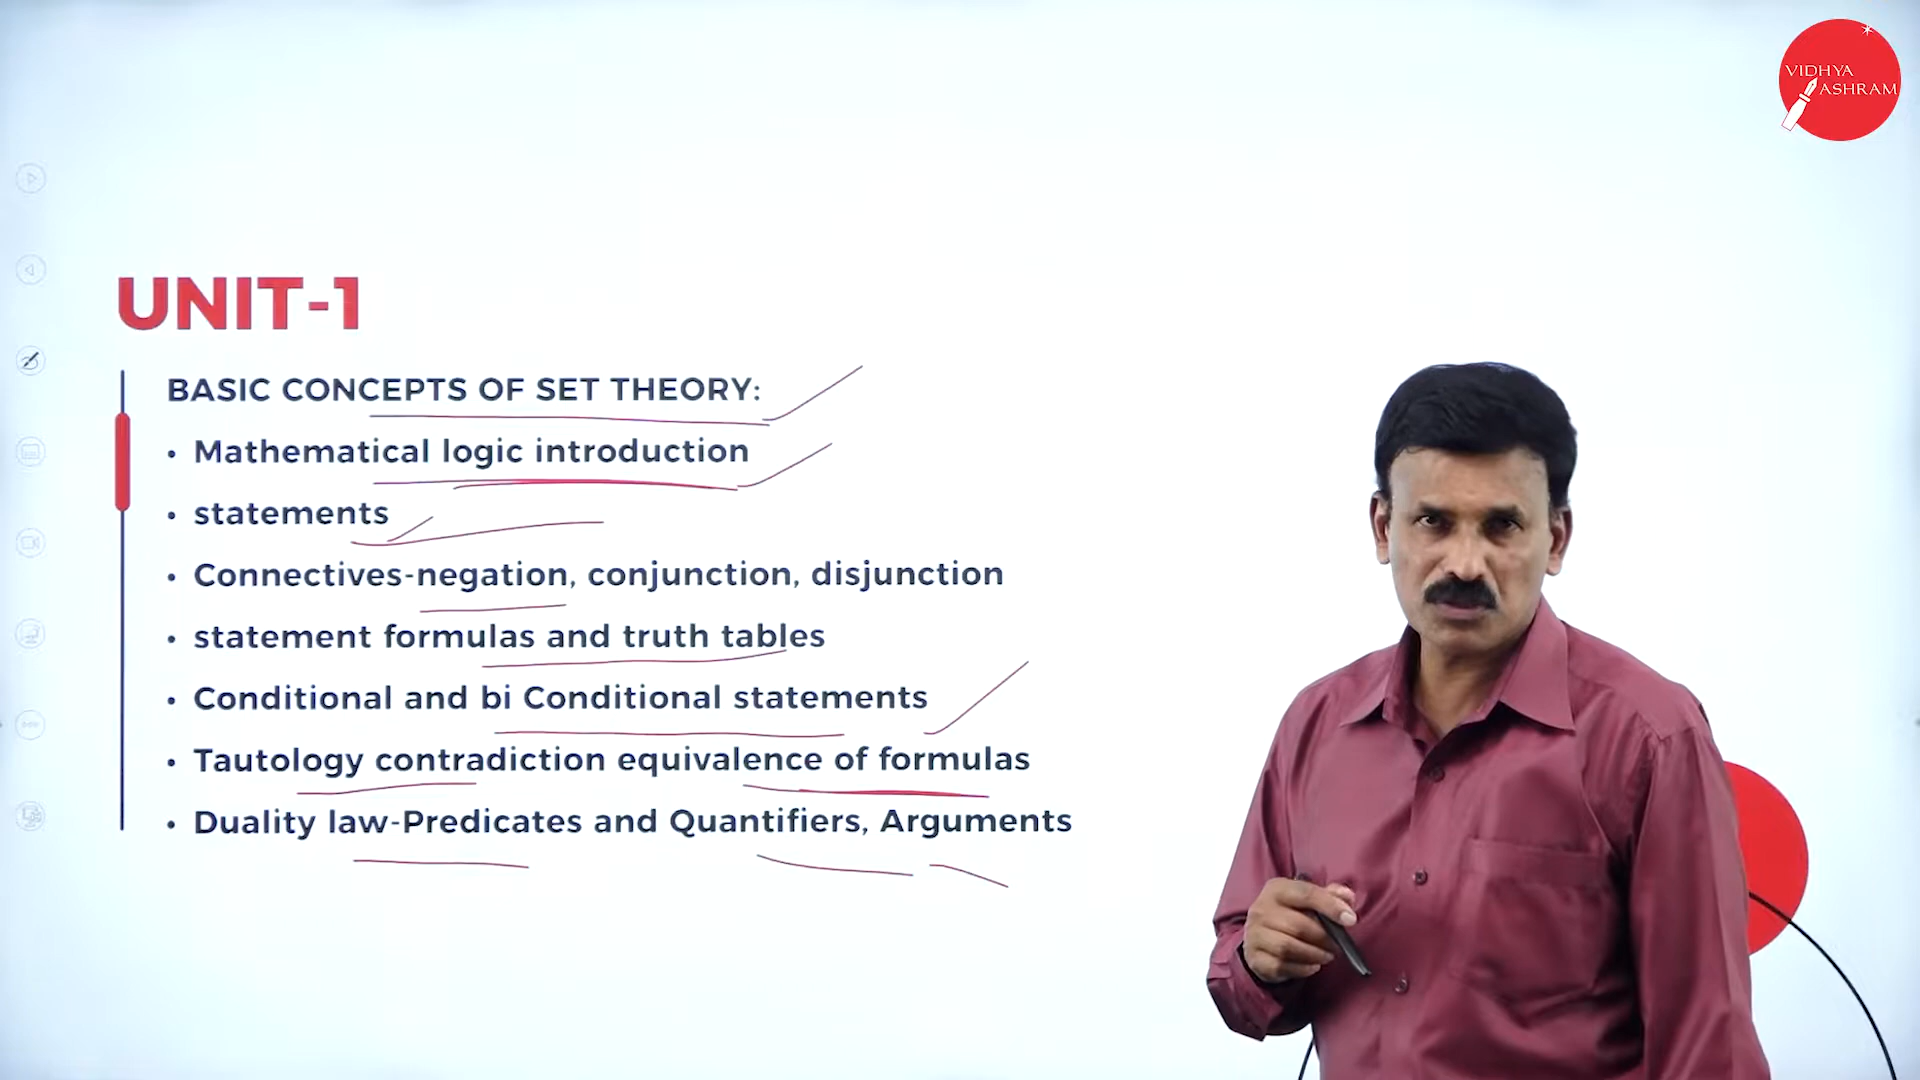 VIDHYA
ASHRAM
UNIT-1
BASIC CONCEPTS OF SET THEORY:
• Mathematical logic introduction
• statements
• Connectives-negation, conjunction, disjunction
• statement formulas and truth tables
• Conditional and bi Conditional statements
• Tautology contradiction equivalence of formulas
• Duality law-Predicates and Quantifiers, Arguments